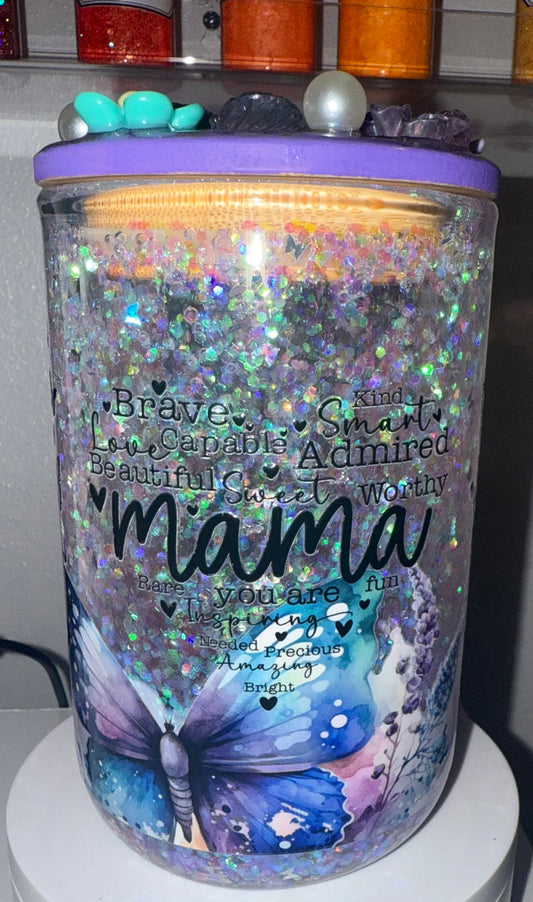 Brave Kind
Love Capable Smart
Beautiful Sweet Admired
Worthy
mama
Rare you are fun
Inspiring
Needed Precious
Amazing
Bright